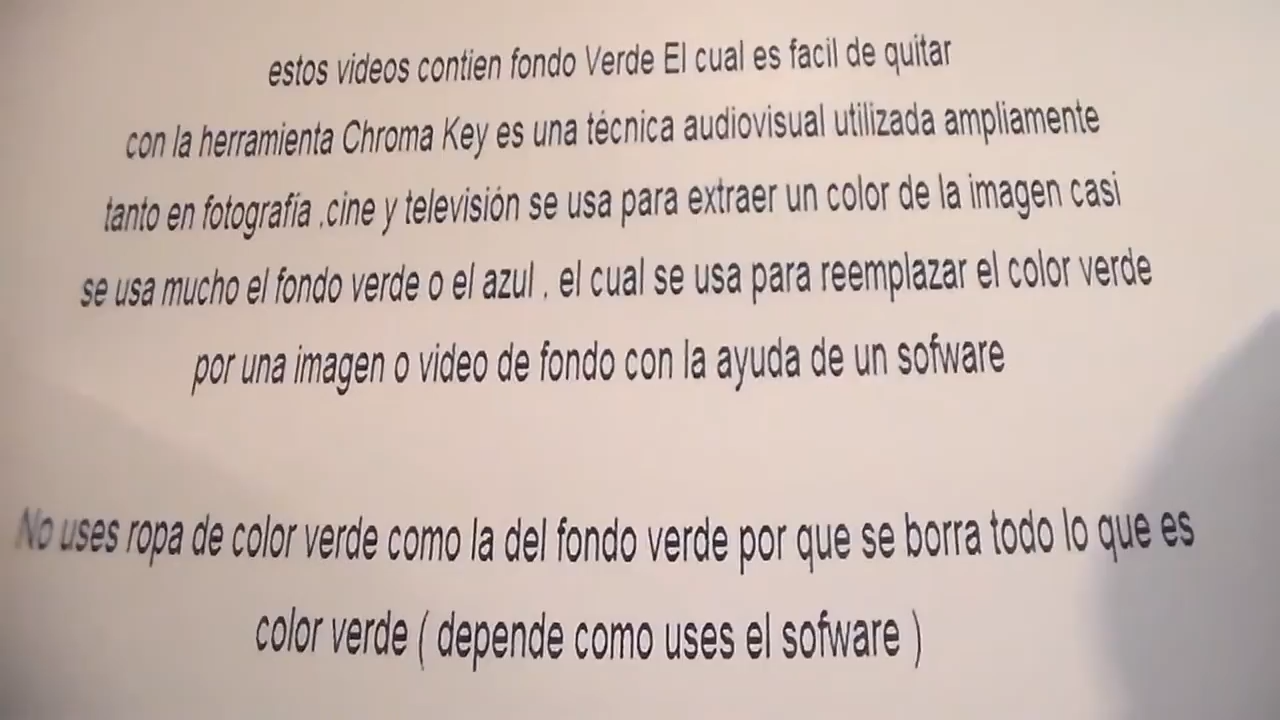 estos videos contien fondo Verde El cual es facil de quitar
con la herramienta Chroma Key es una técnica audiovisual utilizada ampliamente
tanto en fotografía ,cine y televisión se usa para extraer un color de la imagen casi
se usa mucho el fondo verde o el azul , el cual se usa para reemplazar el color verde
por una imagen o video de fondo con la ayuda de un sofware
No uses ropa de color verde como la del fondo verde por que se borra todo lo que es
color verde ( depende como uses el sofware )